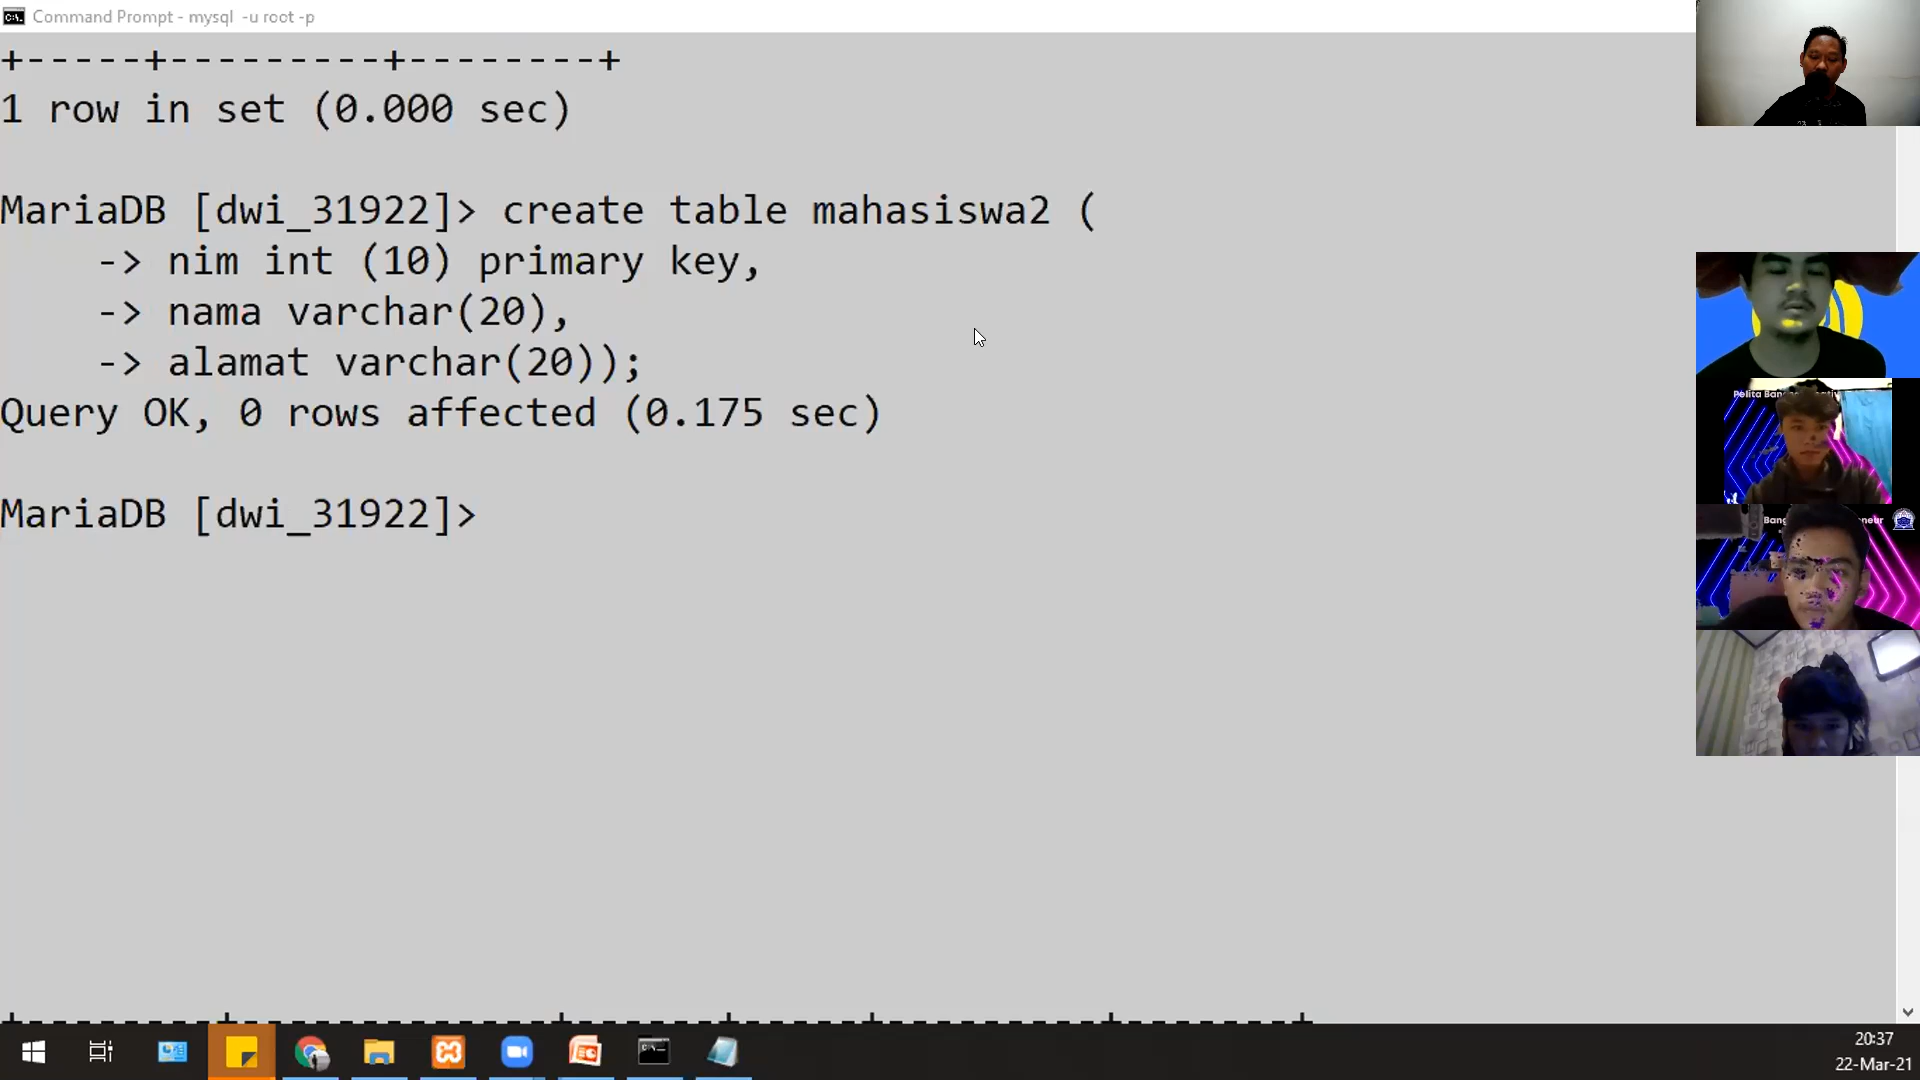 Command Prompt - mysql -u root -p
+-----+---------+--------+
1 row in set (0.000 sec)
MariaDB [dwi_31922]> create table mahasiswa2 (
    -> nim int (10) primary key,
    -> nama varchar(20),
    -> alamat varchar(20));
Query OK, 0 rows affected (0.175 sec)
MariaDB [dwi_31922]>
Pelita
20:37
22-Mar-21